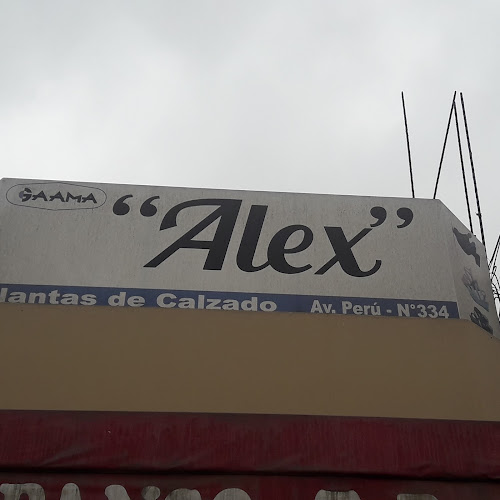 GAAMA
"Alex"
lantas de Calzado Av. Perú - N°334